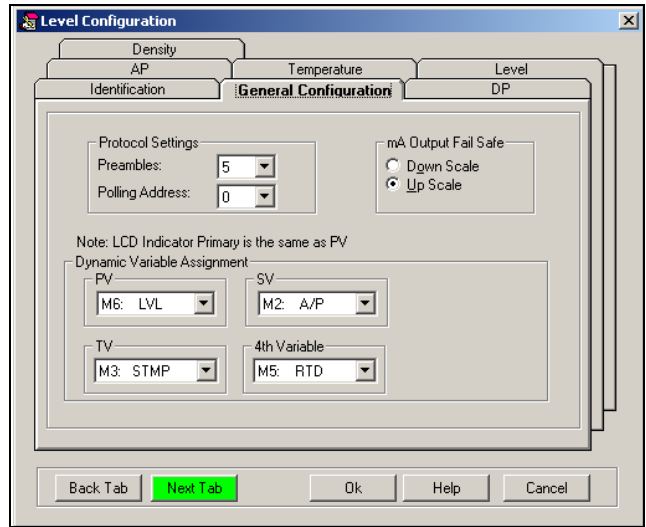 Level Configuration
Density
AP Temperature Level
Identification General Configuration DP
Protocol Settings
Preambles: 5
Polling Address: 0
mA Output Fail Safe
Down Scale
Up Scale
Note: LCD Indicator Primary is the same as PV
Dynamic Variable Assignment
PV
M6: LVL
SV
M2: A/P
TV
M3: STMP
4th Variable
M5: RTD
Back Tab Next Tab Ok Help Cancel